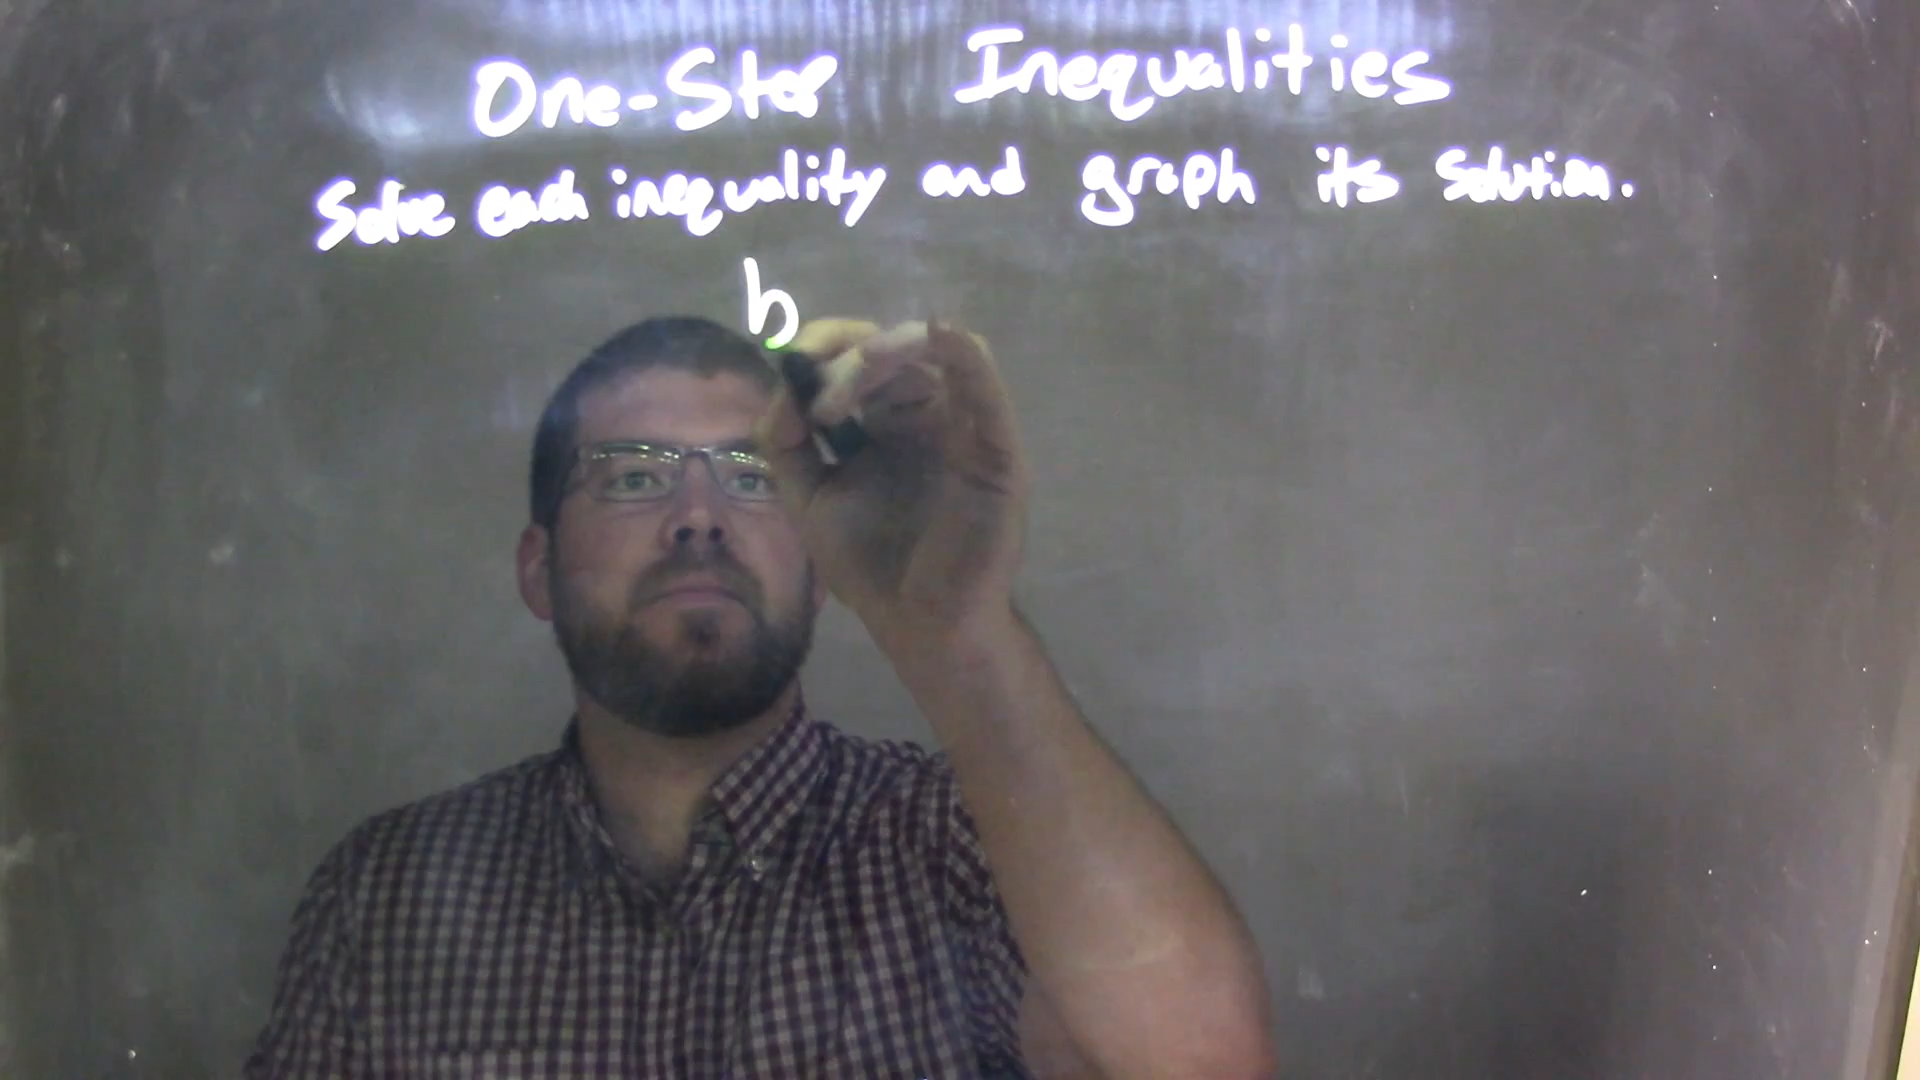 One-Step Inequalities
Solve each inequality and graph its solution.
b